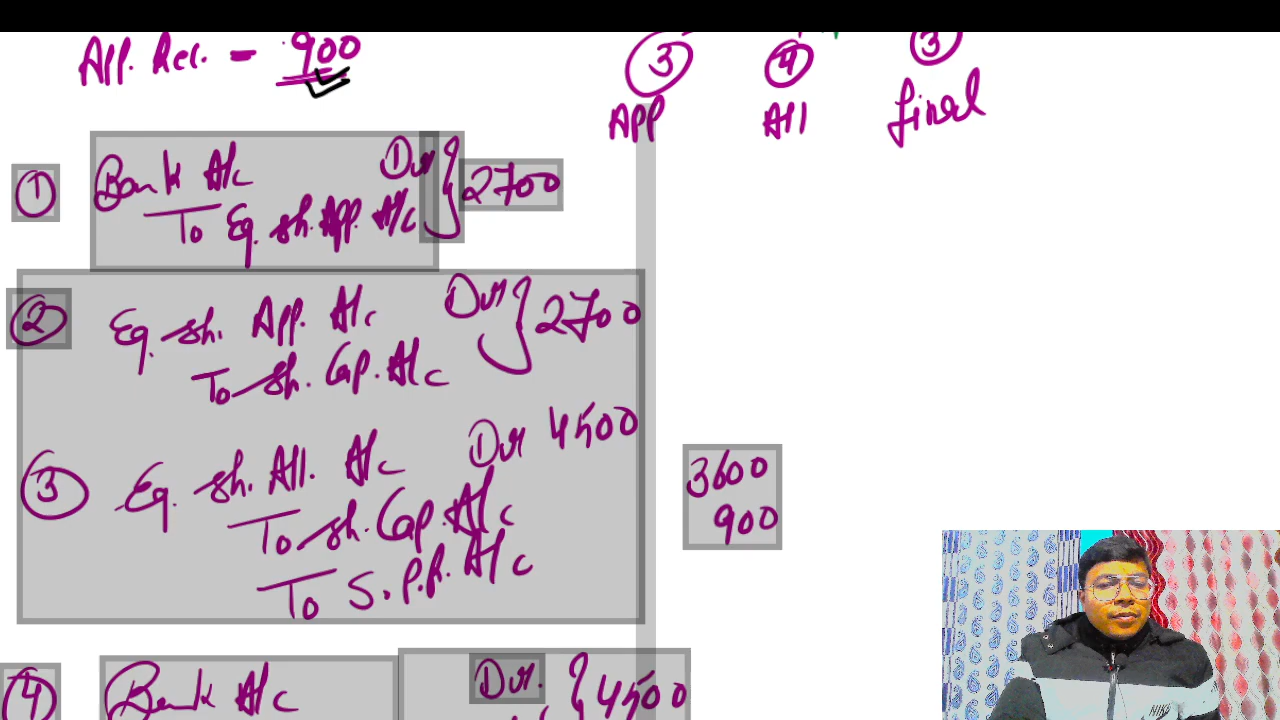 App. Rec. - 900
3 4 3
APP All final
1 Bank A/c Dr } 2700
To Eq. sh. App. A/c
2 Eq. sh. App. A/c Dr } 2700
To sh. Cap. A/c
3 Eq. sh. All. A/c Dr 4500
To sh. Cap. A/c 3600
To S.P.R. A/c 900
4 Bank A/c Dr. } 4500